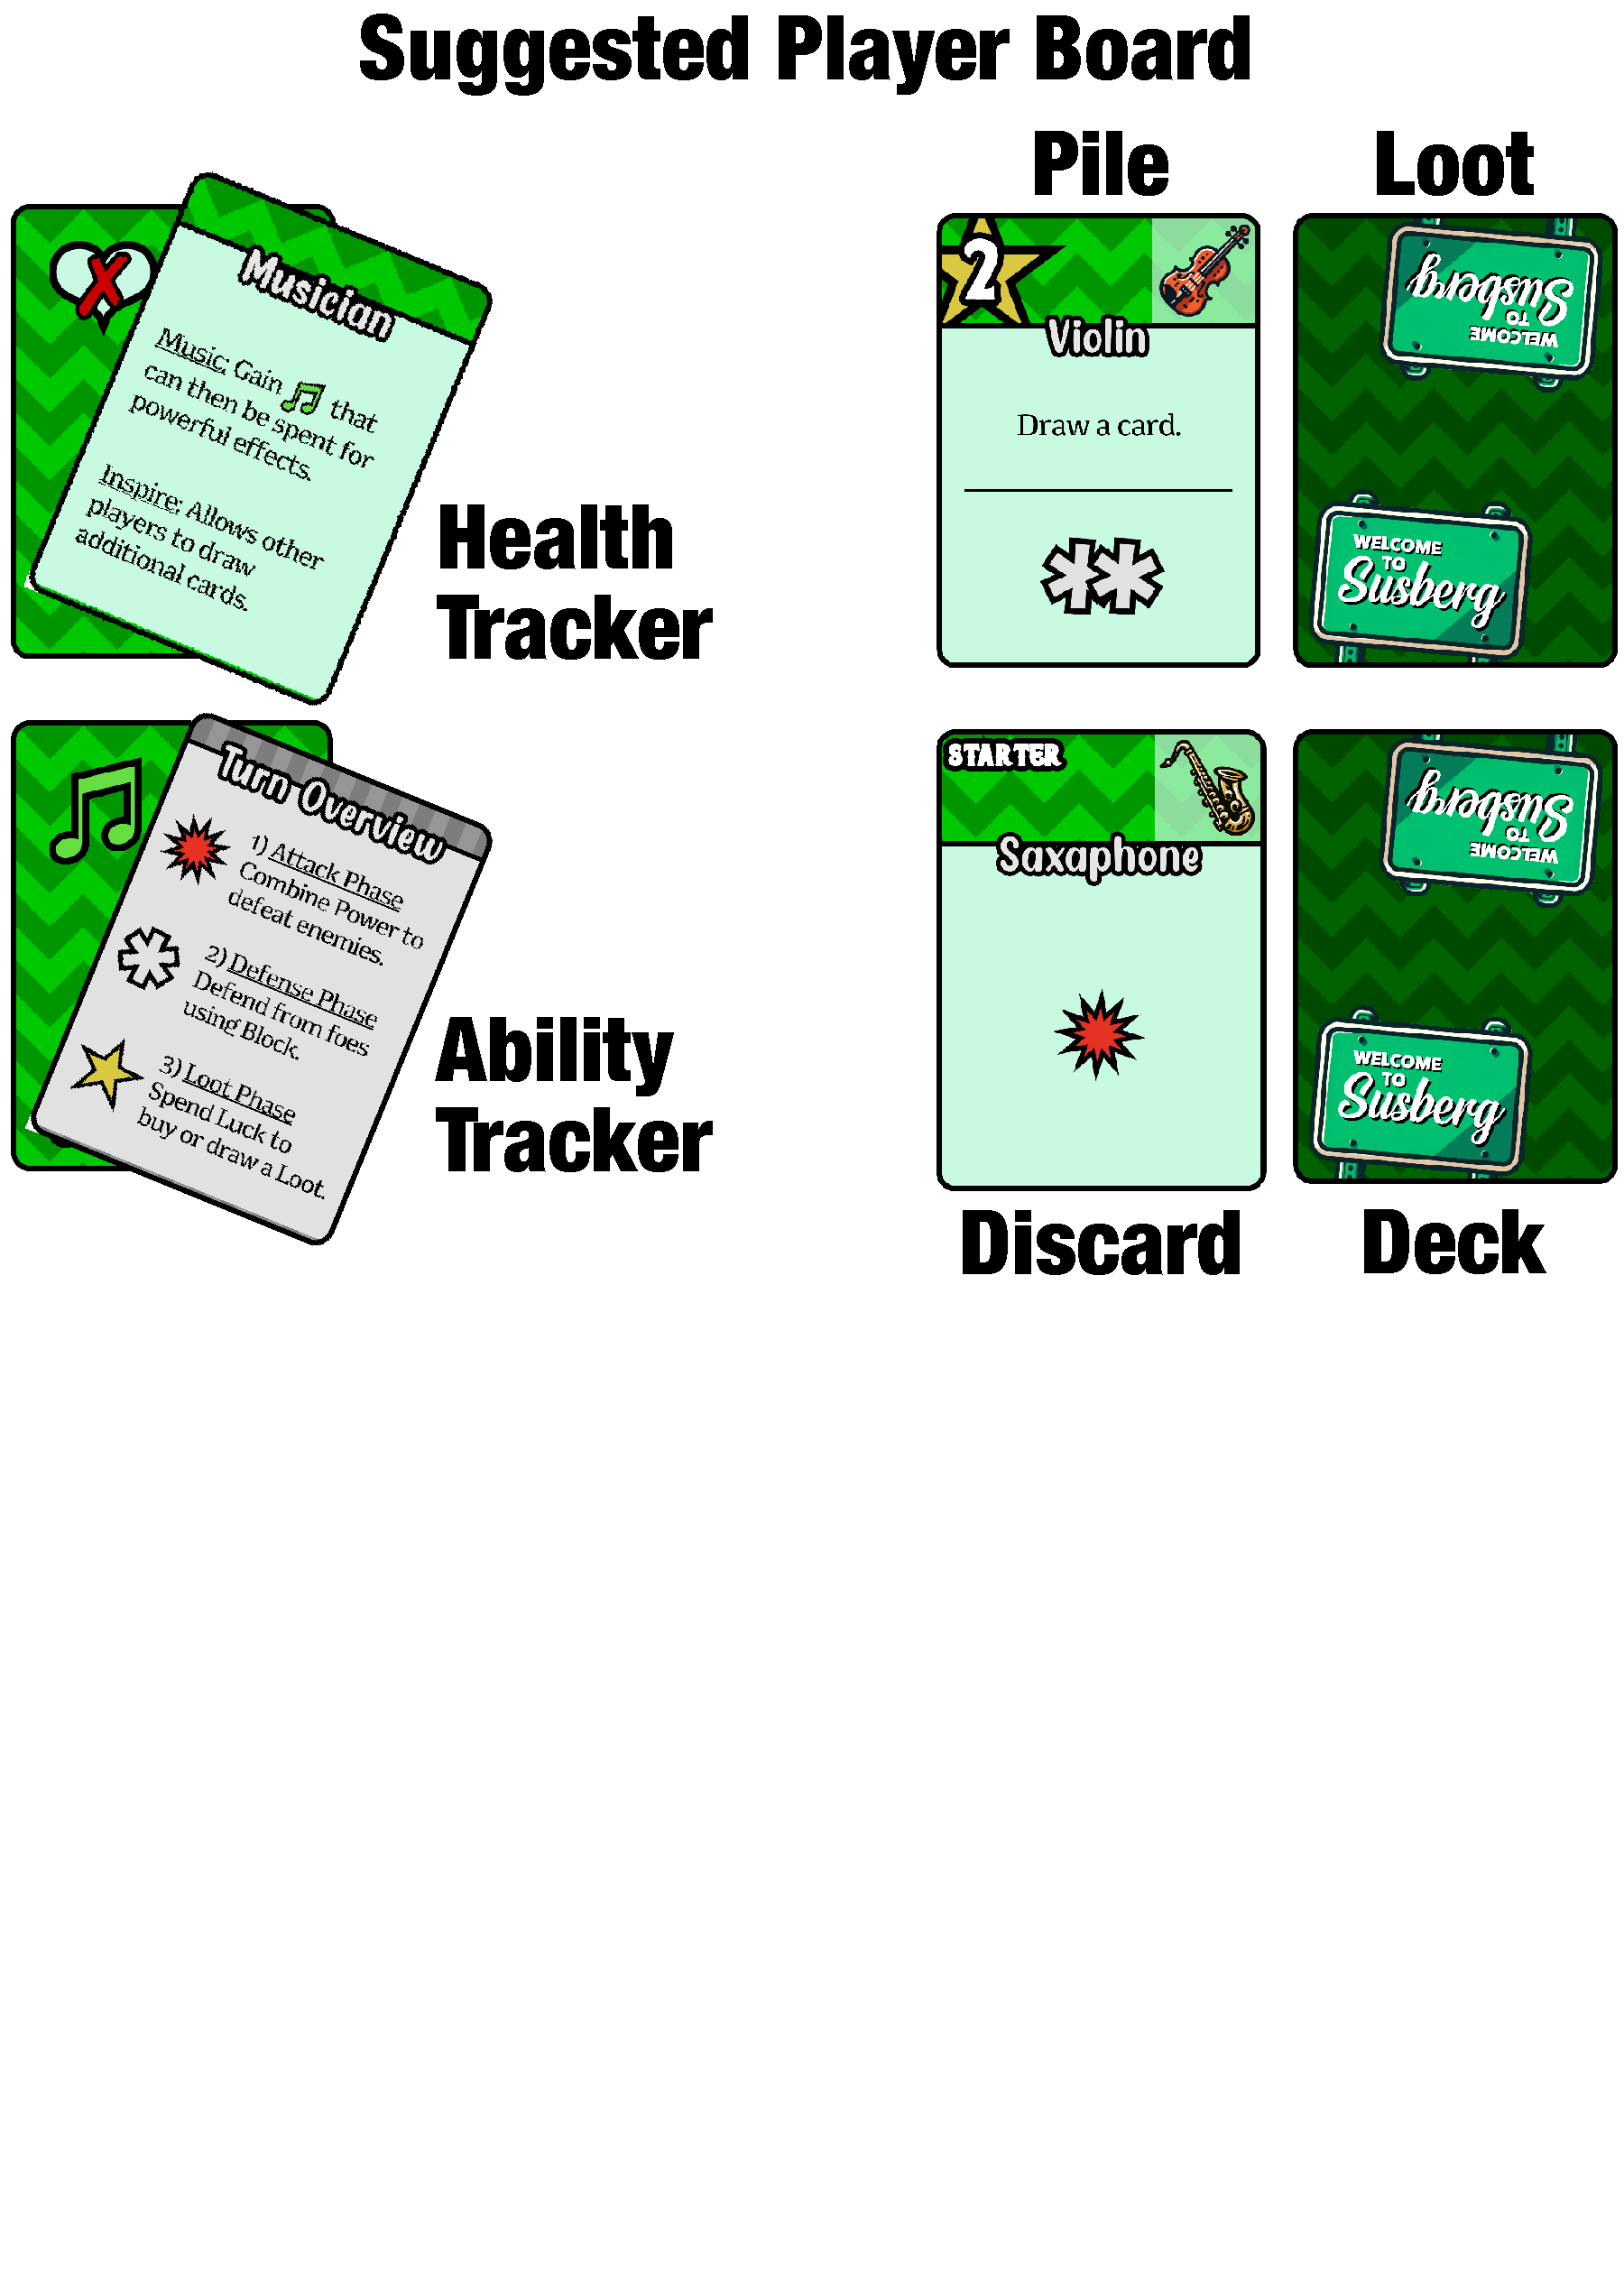 Suggested Player Board
Pile
Loot
Musician
Music: Gain that
can then be spent for
powerful effects.
Inspire: Allows other
players to draw
additional cards.
Health
Tracker
2
Violin
Draw a card.
WELCOME
TO
Susberg
WELCOME
TO
Susberg
Turn Overview
1) Attack Phase
Combine Power to
defeat enemies.
2) Defense Phase
Defend from foes
using Block.
3) Loot Phase
Spend Luck to
buy or draw a Loot.
Ability
Tracker
STARTER
Saxaphone
WELCOME
TO
Susberg
WELCOME
TO
Susberg
Discard
Deck